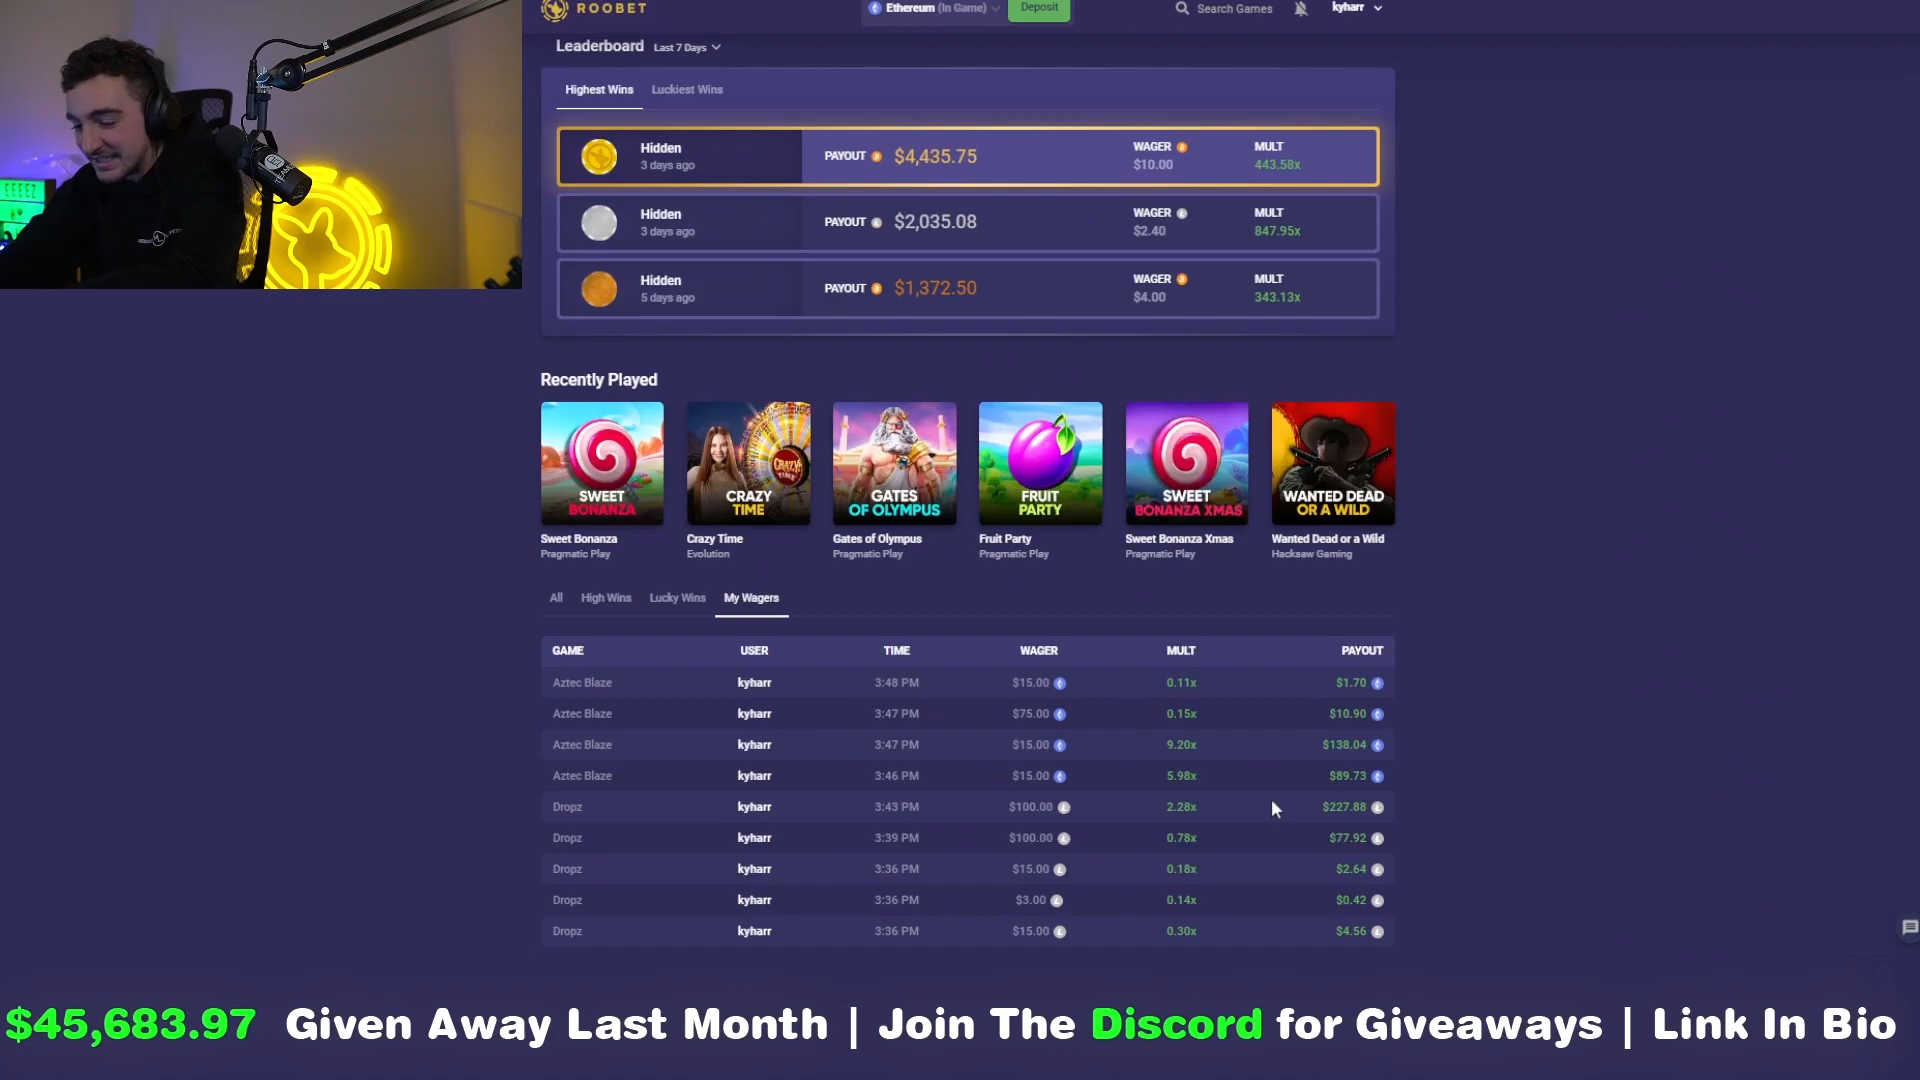 ROOBET
Ethereum (In Game)
Deposit
Search Games
kyharr
Leaderboard Last 7 Days
Highest Wins Luckiest Wins
Hidden
3 days ago
PAYOUT $4,435.75
WAGER
$10.00
MULT
443.58x
Hidden
3 days ago
PAYOUT $2,035.08
WAGER
$2.40
MULT
847.95x
Hidden
5 days ago
PAYOUT $1,372.50
WAGER
$4.00
MULT
343.13x
Recently Played
SWEET
BONANZA
CRAZY
TIME
GATES
OF OLYMPUS
FRUIT
PARTY
SWEET
BONANZA XMAS
WANTED DEAD
OR A WILD
Sweet Bonanza
Pragmatic Play
Crazy Time
Evolution
Gates of Olympus
Pragmatic Play
Fruit Party
Pragmatic Play
Sweet Bonanza Xmas
Pragmatic Play
Wanted Dead or a Wild
Hacksaw Gaming
All High Wins Lucky Wins My Wagers
GAME USER TIME WAGER MULT PAYOUT
Aztec Blaze kyharr 3:48 PM $15.00 0.11x $1.70
Aztec Blaze kyharr 3:47 PM $75.00 0.15x $10.90
Aztec Blaze kyharr 3:47 PM $15.00 9.20x $138.04
Aztec Blaze kyharr 3:46 PM $15.00 5.98x $89.73
Dropz kyharr 3:43 PM $100.00 2.28x $227.88
Dropz kyharr 3:39 PM $100.00 0.78x $77.92
Dropz kyharr 3:36 PM $15.00 0.18x $2.64
Dropz kyharr 3:36 PM $3.00 0.14x $0.42
Dropz kyharr 3:36 PM $15.00 0.30x $4.56
$45,683.97 Given Away Last Month | Join The Discord for Giveaways | Link In Bio